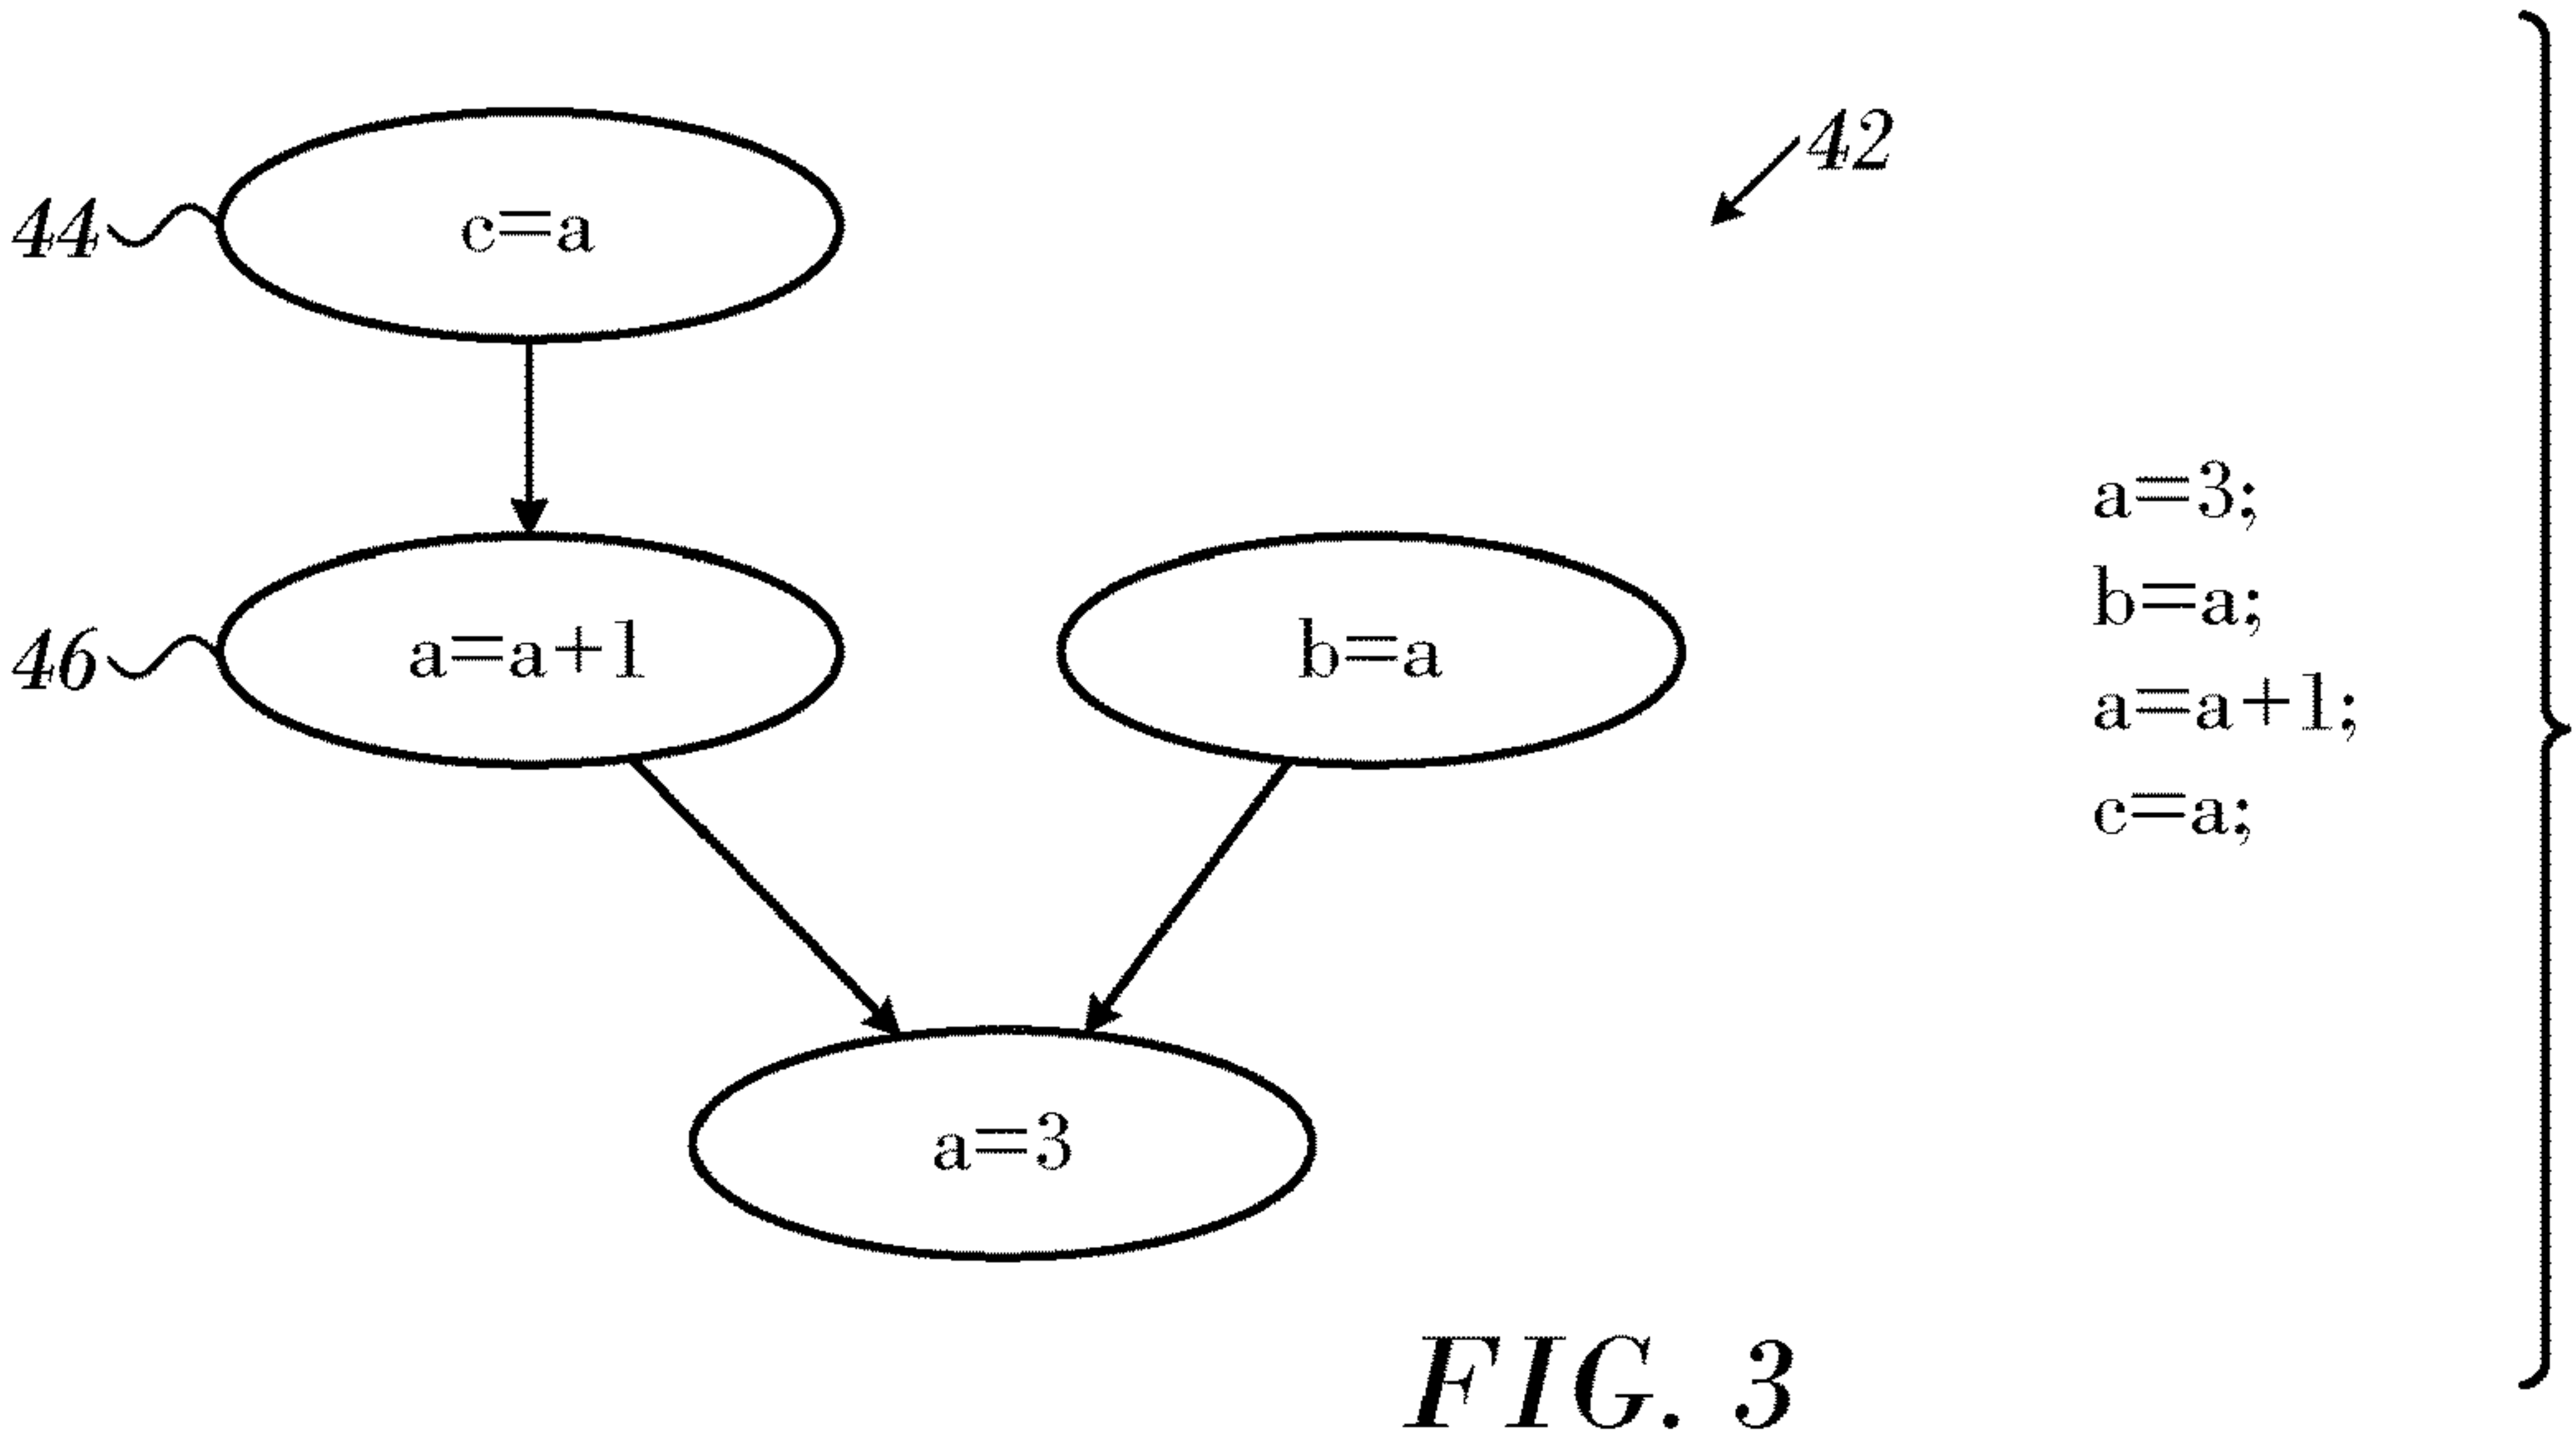 42
44
c=a
a=3;
b=a;
a=a+1;
c=a;
46
a=a+1
b=a
a=3
FIG. 3